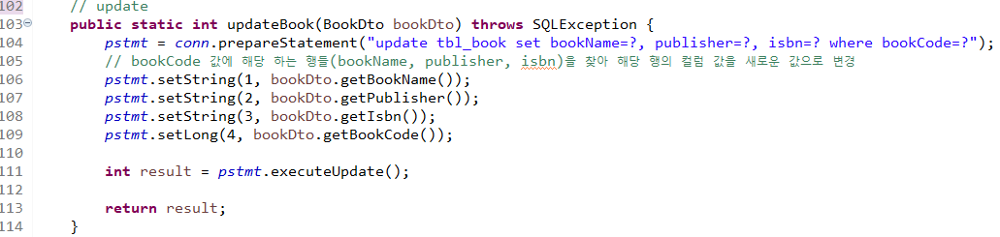 102 // update
103 public static int updateBook(BookDto bookDto) throws SQLException {
104 pstmt = conn.prepareStatement("update tbl_book set bookName=?, publisher=?, isbn=? where bookCode=?");
105 // bookCode 값에 해당 하는 행들(bookName, publisher, isbn)을 찾아 해당 행의 컬럼 값을 새로운 값으로 변경
106 pstmt.setString(1, bookDto.getBookName());
107 pstmt.setString(2, bookDto.getPublisher());
108 pstmt.setString(3, bookDto.getIsbn());
109 pstmt.setLong(4, bookDto.getBookCode());
110
111 int result = pstmt.executeUpdate();
112
113 return result;
114 }